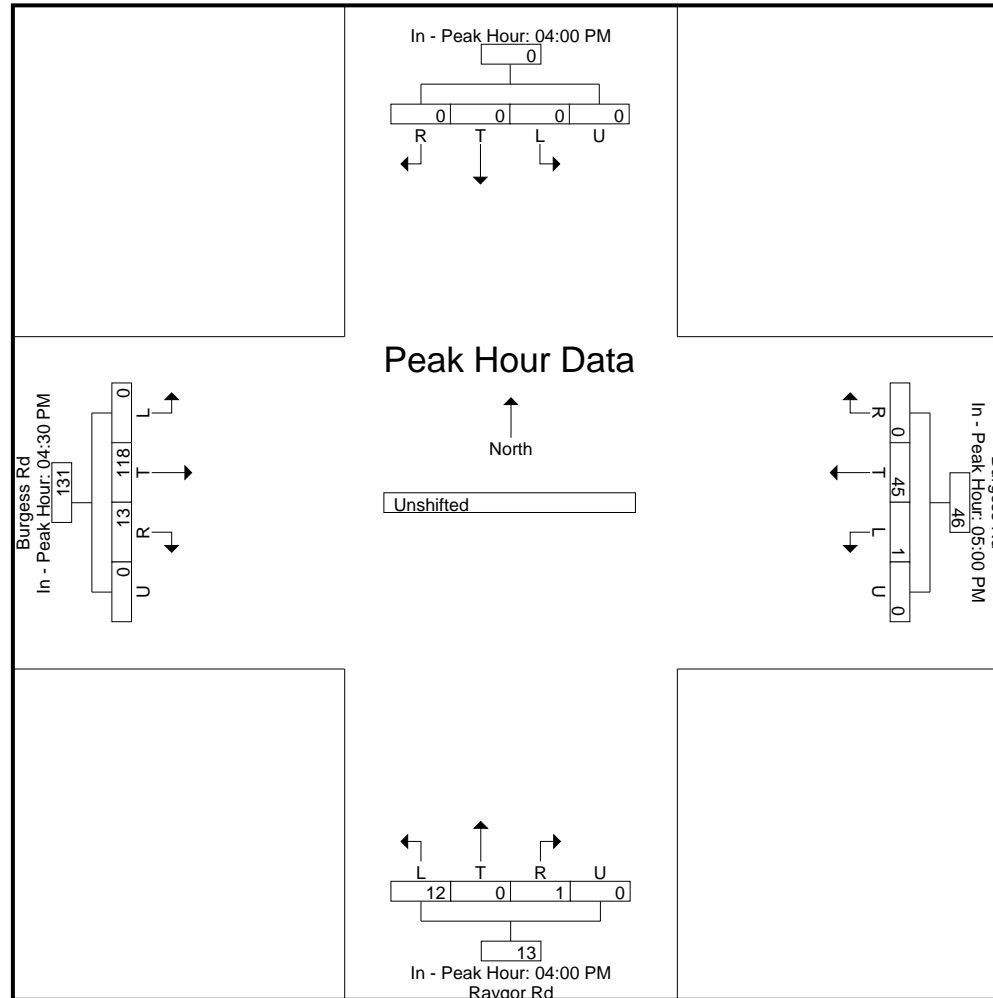 In - Peak Hour: 04:00 PM
0
0 0 0 0
R T L U
Peak Hour Data
North
Unshifted
Burgess Rd
In - Peak Hour: 04:30 PM
131
0 118 13 0
L T R U
In - Peak Hour: 05:00 PM
46
0 45 1 0
R T L U
L T R U
12 0 1 0
13
In - Peak Hour: 04:00 PM
Raygor Rd